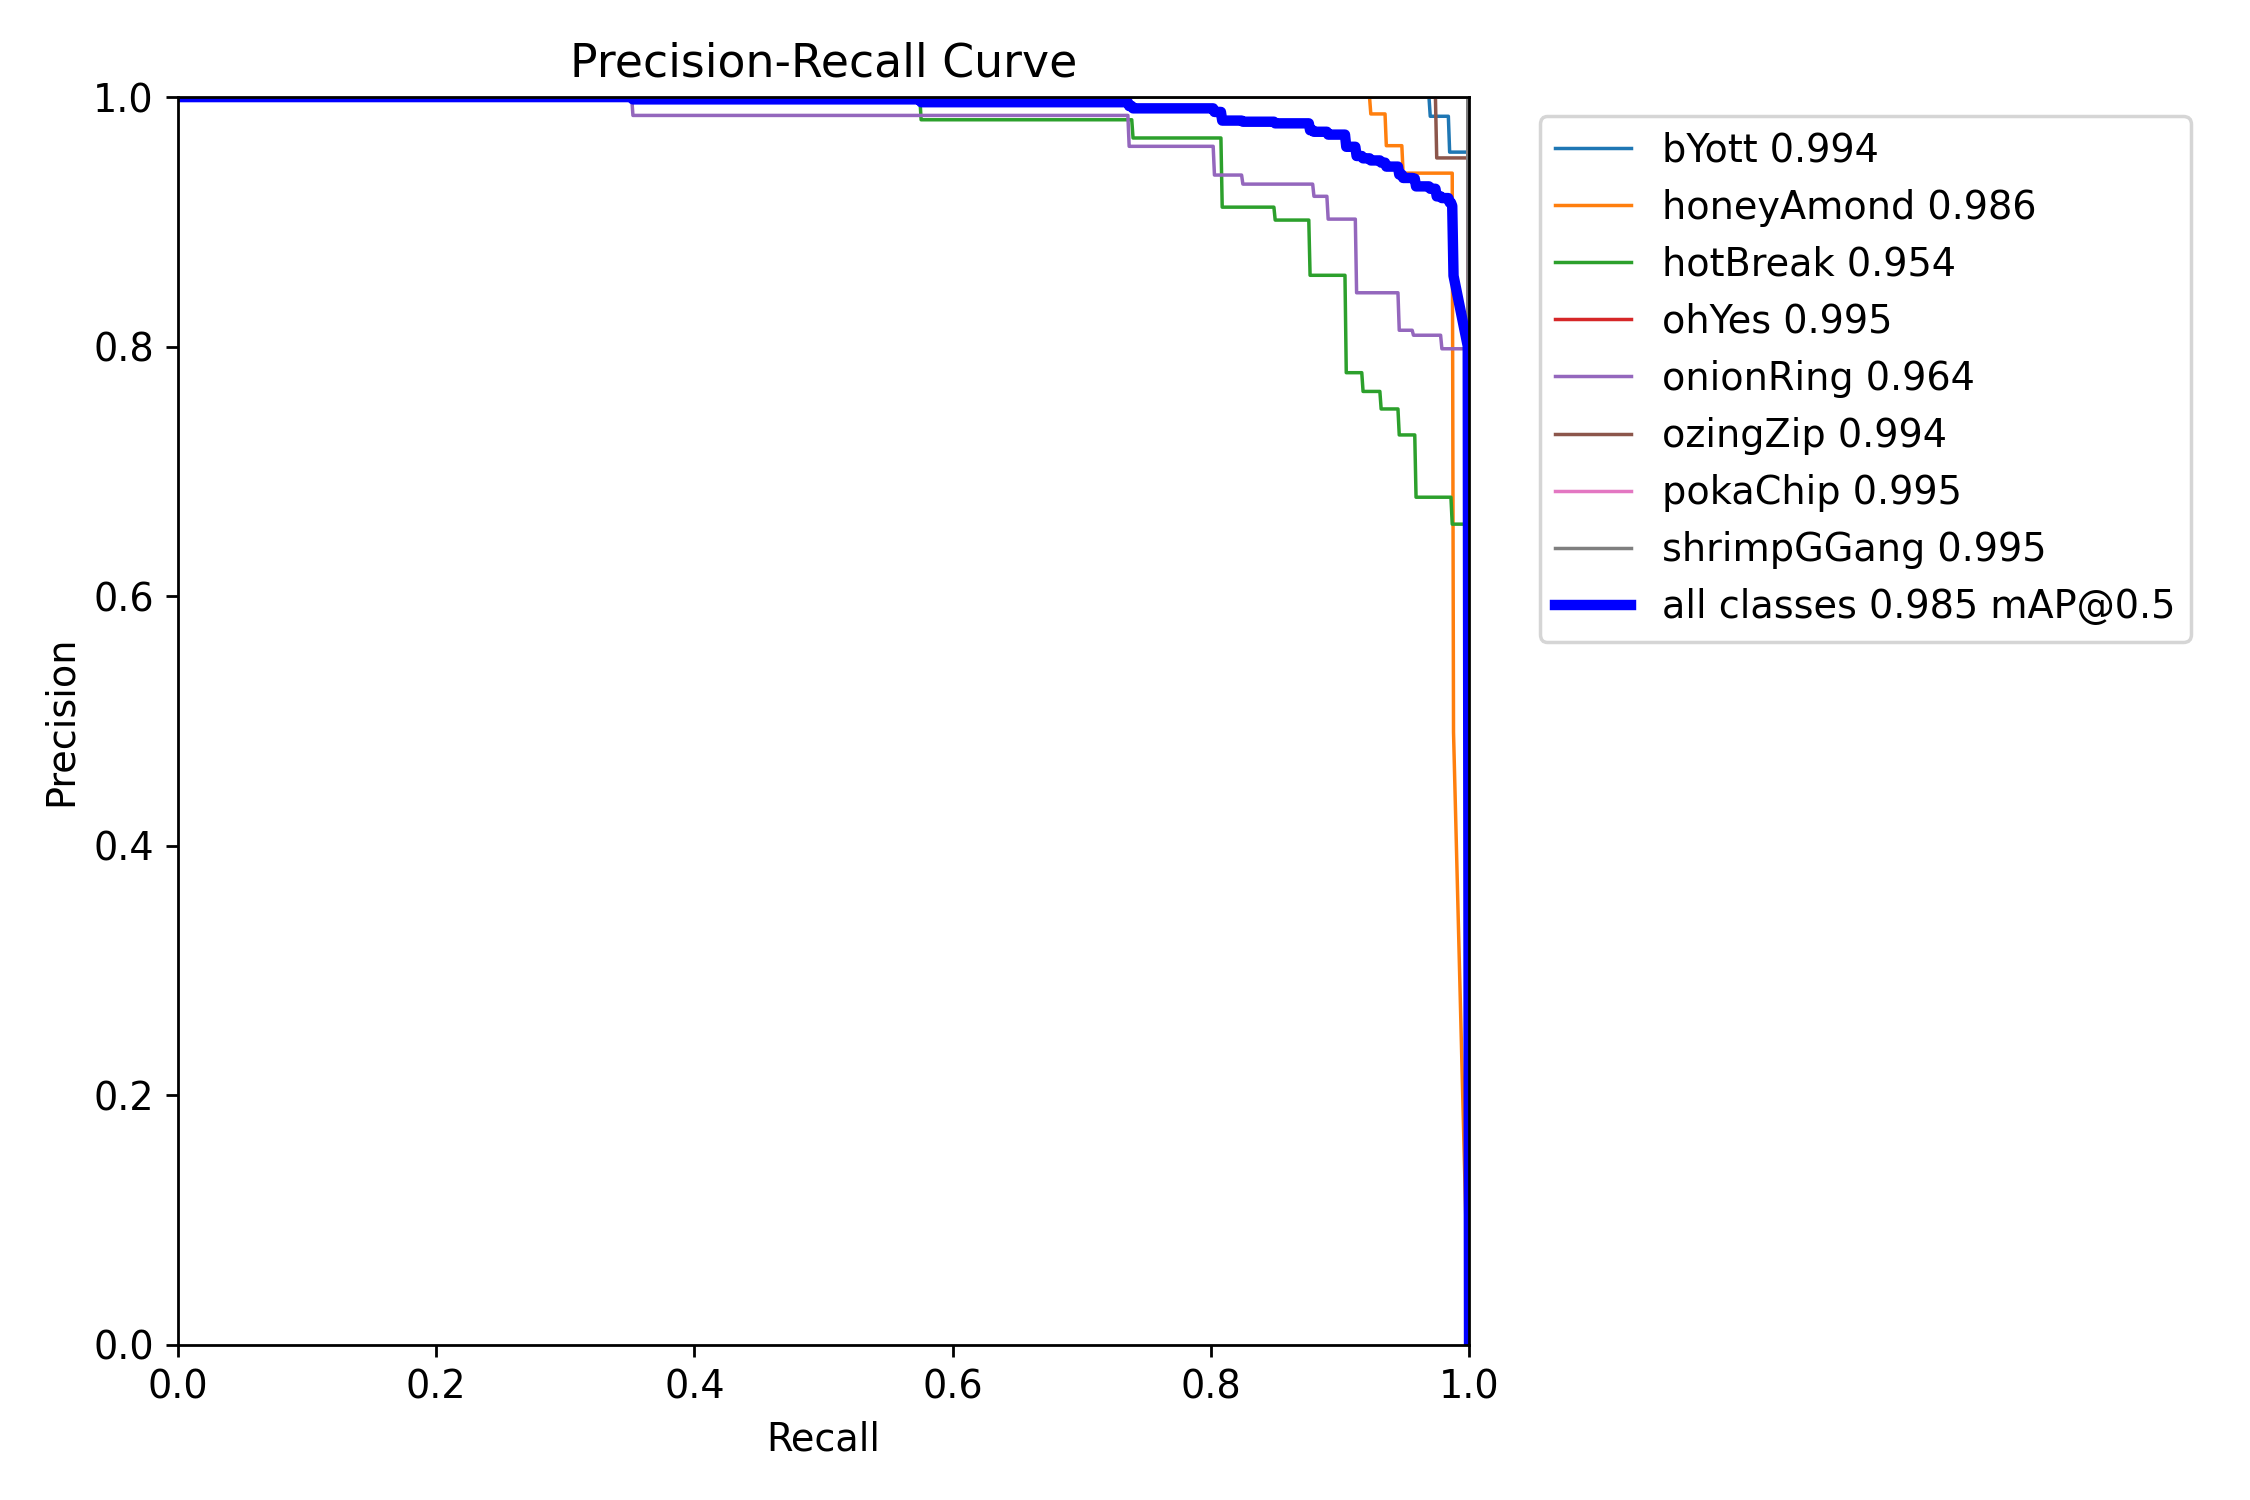 Precision-Recall Curve
1.0
0.8
0.6
0.4
0.2
0.0
Precision
0.0 0.2 0.4 0.6 0.8 1.0
Recall
bYott 0.994
honeyAmond 0.986
hotBreak 0.954
ohYes 0.995
onionRing 0.964
ozingZip 0.994
pokaChip 0.995
shrimpGGang 0.995
all classes 0.985 mAP@0.5